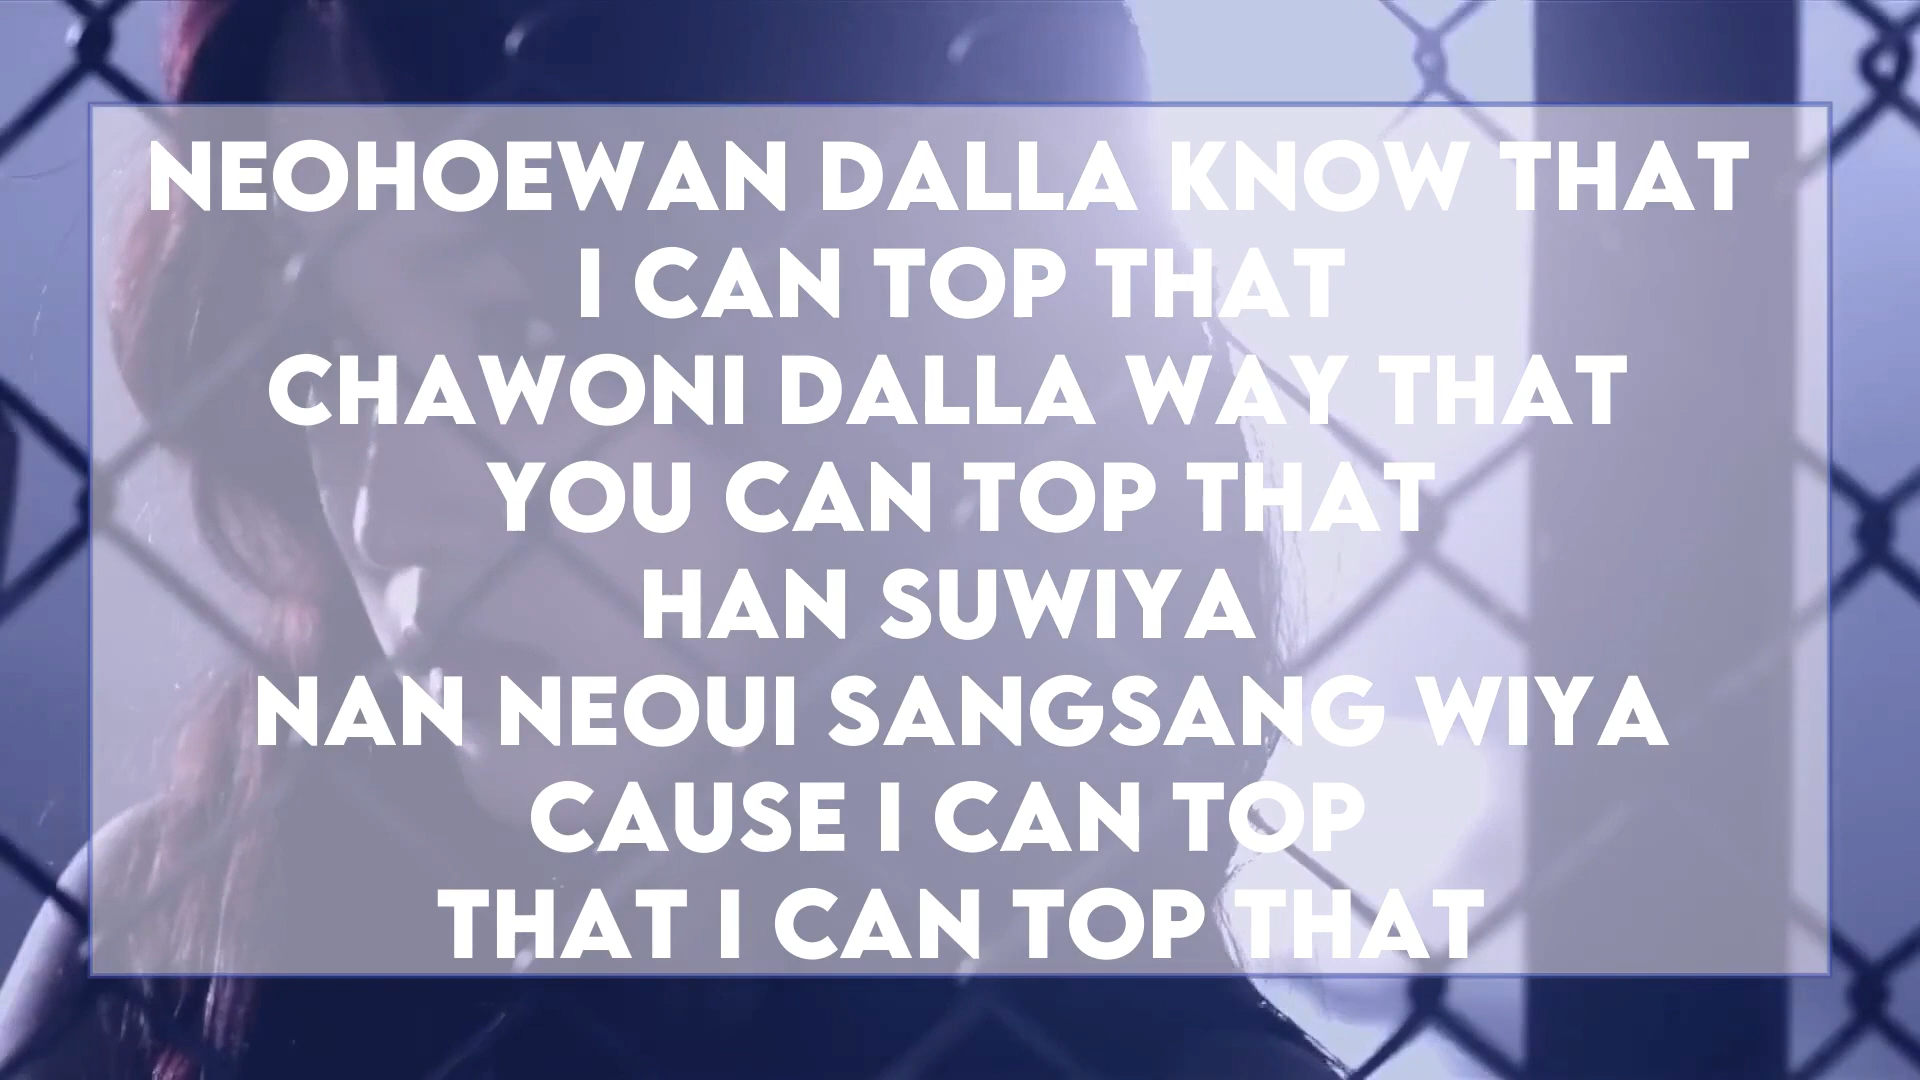 NEOHOEWAN DALLA KNOW THAT
I CAN TOP THAT
CHAWONI DALLA WAY THAT
YOU CAN TOP THAT
HAN SUWIYA
NAN NEOUI SANGSANG WIYA
CAUSE I CAN TOP
THAT I CAN TOP THAT